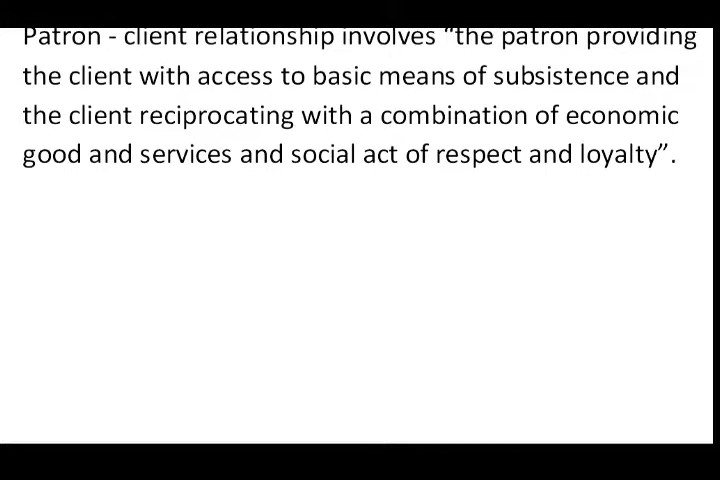 Patron - client relationship involves “the patron providing
the client with access to basic means of subsistence and
the client reciprocating with a combination of economic
good and services and social act of respect and loyalty”.